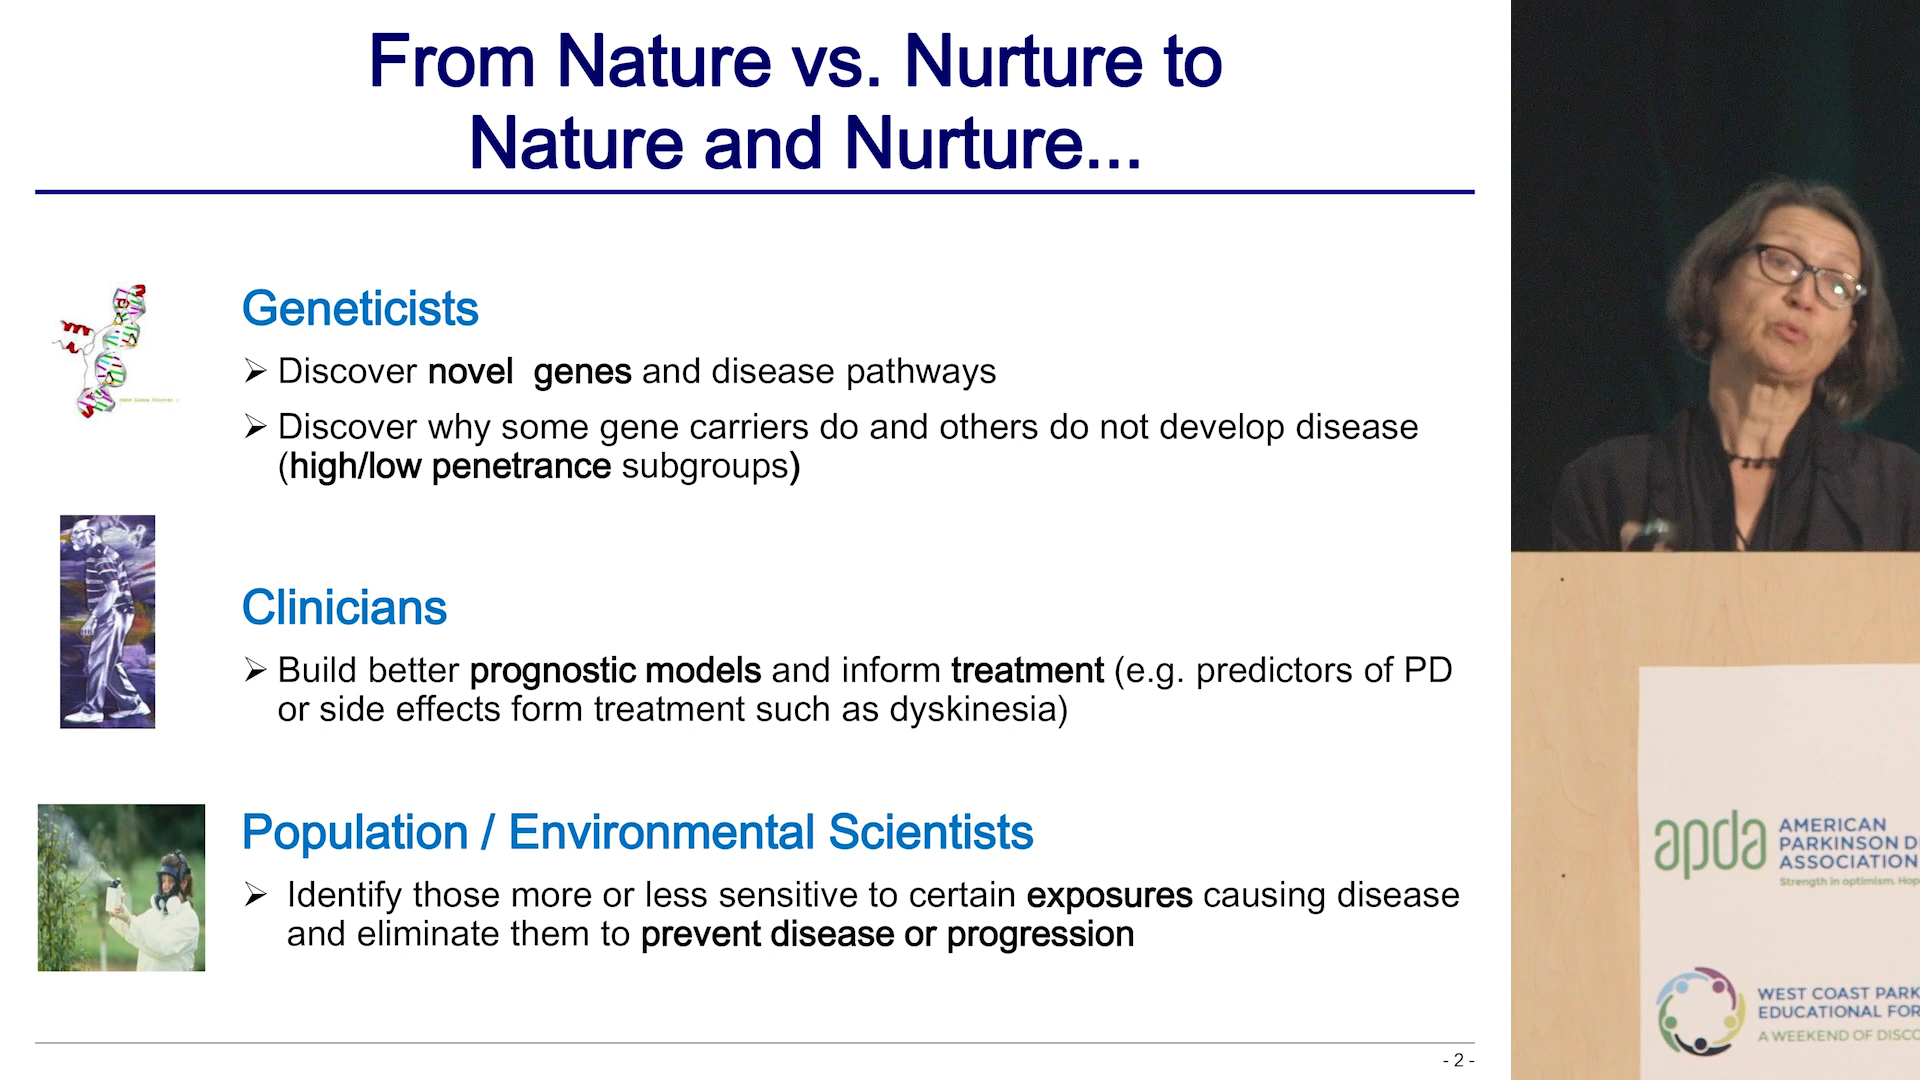 From Nature vs. Nurture to
Nature and Nurture...
Geneticists
➢ Discover novel genes and disease pathways
➢ Discover why some gene carriers do and others do not develop disease
(high/low penetrance subgroups)
Clinicians
➢ Build better prognostic models and inform treatment (e.g. predictors of PD
or side effects form treatment such as dyskinesia)
Population / Environmental Scientists
➢ Identify those more or less sensitive to certain exposures causing disease
and eliminate them to prevent disease or progression
- 2 -
apda
AMERICAN
PARKINSON D
ASSOCIATION
Strength in optimism. Hop
WEST COAST PARK
EDUCATIONAL FOR
A WEEKEND OF DISCO